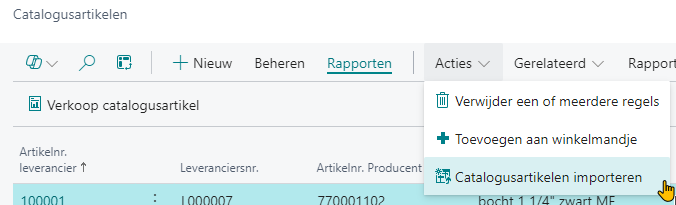 Catalogusartikelen
Nieuw Beheren Rapporten Acties Gerelateerd Rapport
Verkoop catalogusartikel
Verwijder een of meerdere regels
Toevoegen aan winkelmandje
Catalogusartikelen importeren
Artikelnr.
leverancier ↑ Leveranciersnr. Artikelnr. Producent
100001 L000007 770001102 bocht 1 1/4" zwart MF